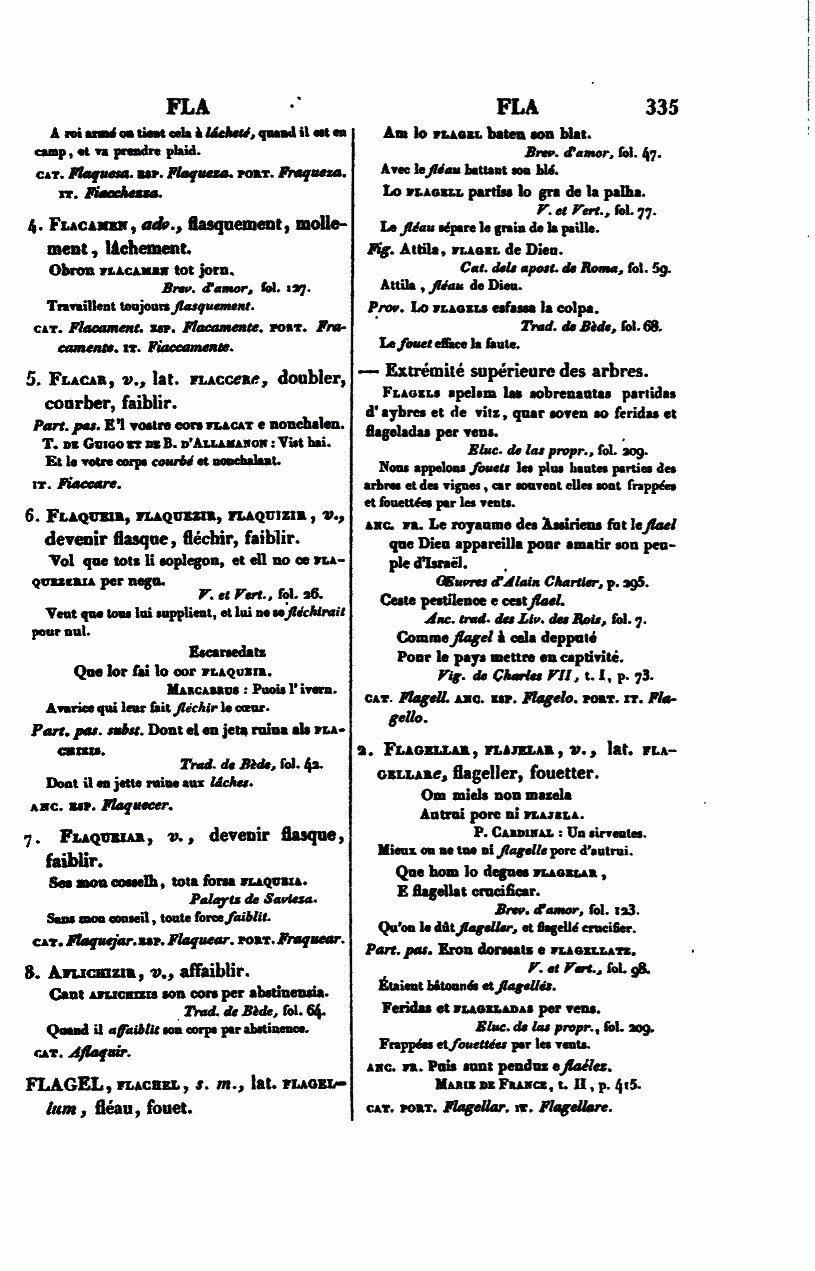 FLA
A roi armé on tient cela à lâcheté, quand il est en
camp, et va prendre plaid.
CAT. Flaquesa. ESP. Flaqueza. PORT. Fraqueza.
IT. Fiacchezza.
4. FLACAMEN, adv., flasquement, molle-
ment, lâchement.
Obron FLACAMEN tot jorn.
Brev. d'amor, fol. 127.
Travaillent toujours flasquement.
CAT. Flacament. ESP. Flacamente. PORT. Fra-
camente. IT. Fiaccamente.
5. FLACAR, v., lat. FLACCere, doubler,
courber, faiblir.
Part. pas. E'l vostre cors FLACAT e nonchalen.
T. DE GUIGO ET DE B. D'ALLAMANON : Vist hai.
Et le votre corps courbé et nonchalant.
IT. Fiaccare.
6. FLAQUEIR, FLAQUEZIR, FLAQUIZIR, v.,
devenir flasque, fléchir, faiblir.
Vol que totz li soplegon, et ell no ce FLA-
QUEZERIA per negu.
V. et Vert., fol. 26.
Veut que tous lui supplient, et lui ne se fléchirait
pour nul.
Escarsedatz
Que lor fai lo cor FLAQUEIR.
MARCABRUS : Puois l'ivern.
Avarice qui leur fait fléchir le cœur.
Part. pas. subst. Dont el en jeta ruina als FLA-
CHIZIS.
Trad. de Bède, fol. 42.
Dont il en jette ruine aux lâches.
ANC. ESP. Flaquecer.
7. FLAQUEIAR, v., devenir flasque,
faiblir.
Ses mon cosselh, tota forsa FLAQUEIA.
Palaytz de Savieza.
Sans mon conseil, toute force faiblit.
CAT. Flaquejar. ESP. Flaquear. PORT. Fraquear.
8. AFLICHIZIR, v., affaiblir.
Cant AFLICHIZIS son cors per abstinensia.
Trad. de Bède, fol. 64.
Quand il affaiblit son corps par abstinence.
CAT. Aflaquir.
FLAGEL, FLACHEL, s. m., lat. FLAGEL-
lum, fléau, fouet.
FLA 335
Am lo FLAGEL baten son blat.
Brev. d'amor, fol. 47.
Avec le fléau battant son blé.
Lo FLAGELL partiss lo gra de la palha.
V. et Vert., fol. 77.
Le fléau sépare le grain de la paille.
Fig. Attila, FLAGEL de Dieu.
Cat. dels apost. de Roma, fol. 59.
Attila, fléau de Dieu.
Prov. Lo FLAGELS esfassa la colpa.
Trad. de Bède, fol. 68.
Le fouet efface la faute.
— Extrémité supérieure des arbres.
FLAGELS apelam las sobrenautas partidas
d'aybres et de vitz, quar soven so feridas et
flageladas per vens.
Eluc. de las propr., fol. 209.
Nous appelons fouets les plus hautes parties des
arbres et des vignes, car souvent elles sont frappées
et fouettées par les vents.
ANC. FR. Le royaume des Assiriens fut le flael
que Dieu appareilla pour amatir son peu-
ple d'Israël.
Œuvres d'Alain Chartier, p. 295.
Ceste pestilence e cest flael.
Anc. trad. des Liv. des Rois, fol. 7.
Comme flagel à cela depputé
Pour le pays mettre en captivité.
Vig. de Charles VII, t. I, p. 73.
CAT. Flagell. ANC. ESP. Flagelo. PORT. IT. Fla-
gello.
2. FLAGELLAR, FLAJELAR, v., lat. FLA-
GELLARe, flageller, fouetter.
Om miels non mazela
Autrui porc ni FLAJELA.
P. CARDINAL : Un sirventes.
Mieux on ne tue ni flagelle porc d'autrui.
Que hom lo degues FLAGELAR,
E flagellat crucificar.
Brev. d'amor, fol. 123.
Qu'on le dût flageller, et flagellé crucifier.
Part. pas. Eron dorssatz e FLAGELLATZ.
V. et Vert., fol. 98.
Étaient bâtonnés et flagellés.
Feridas et FLAGELADAS per vens.
Eluc. de las propr., fol. 209.
Frappées et fouettées par les vents.
ANC. FR. Puis sunt penduz e flaélez.
MARIE DE FRANCE, t. II, p. 415.
CAT. PORT. Flagellar. IT. Flagellare.